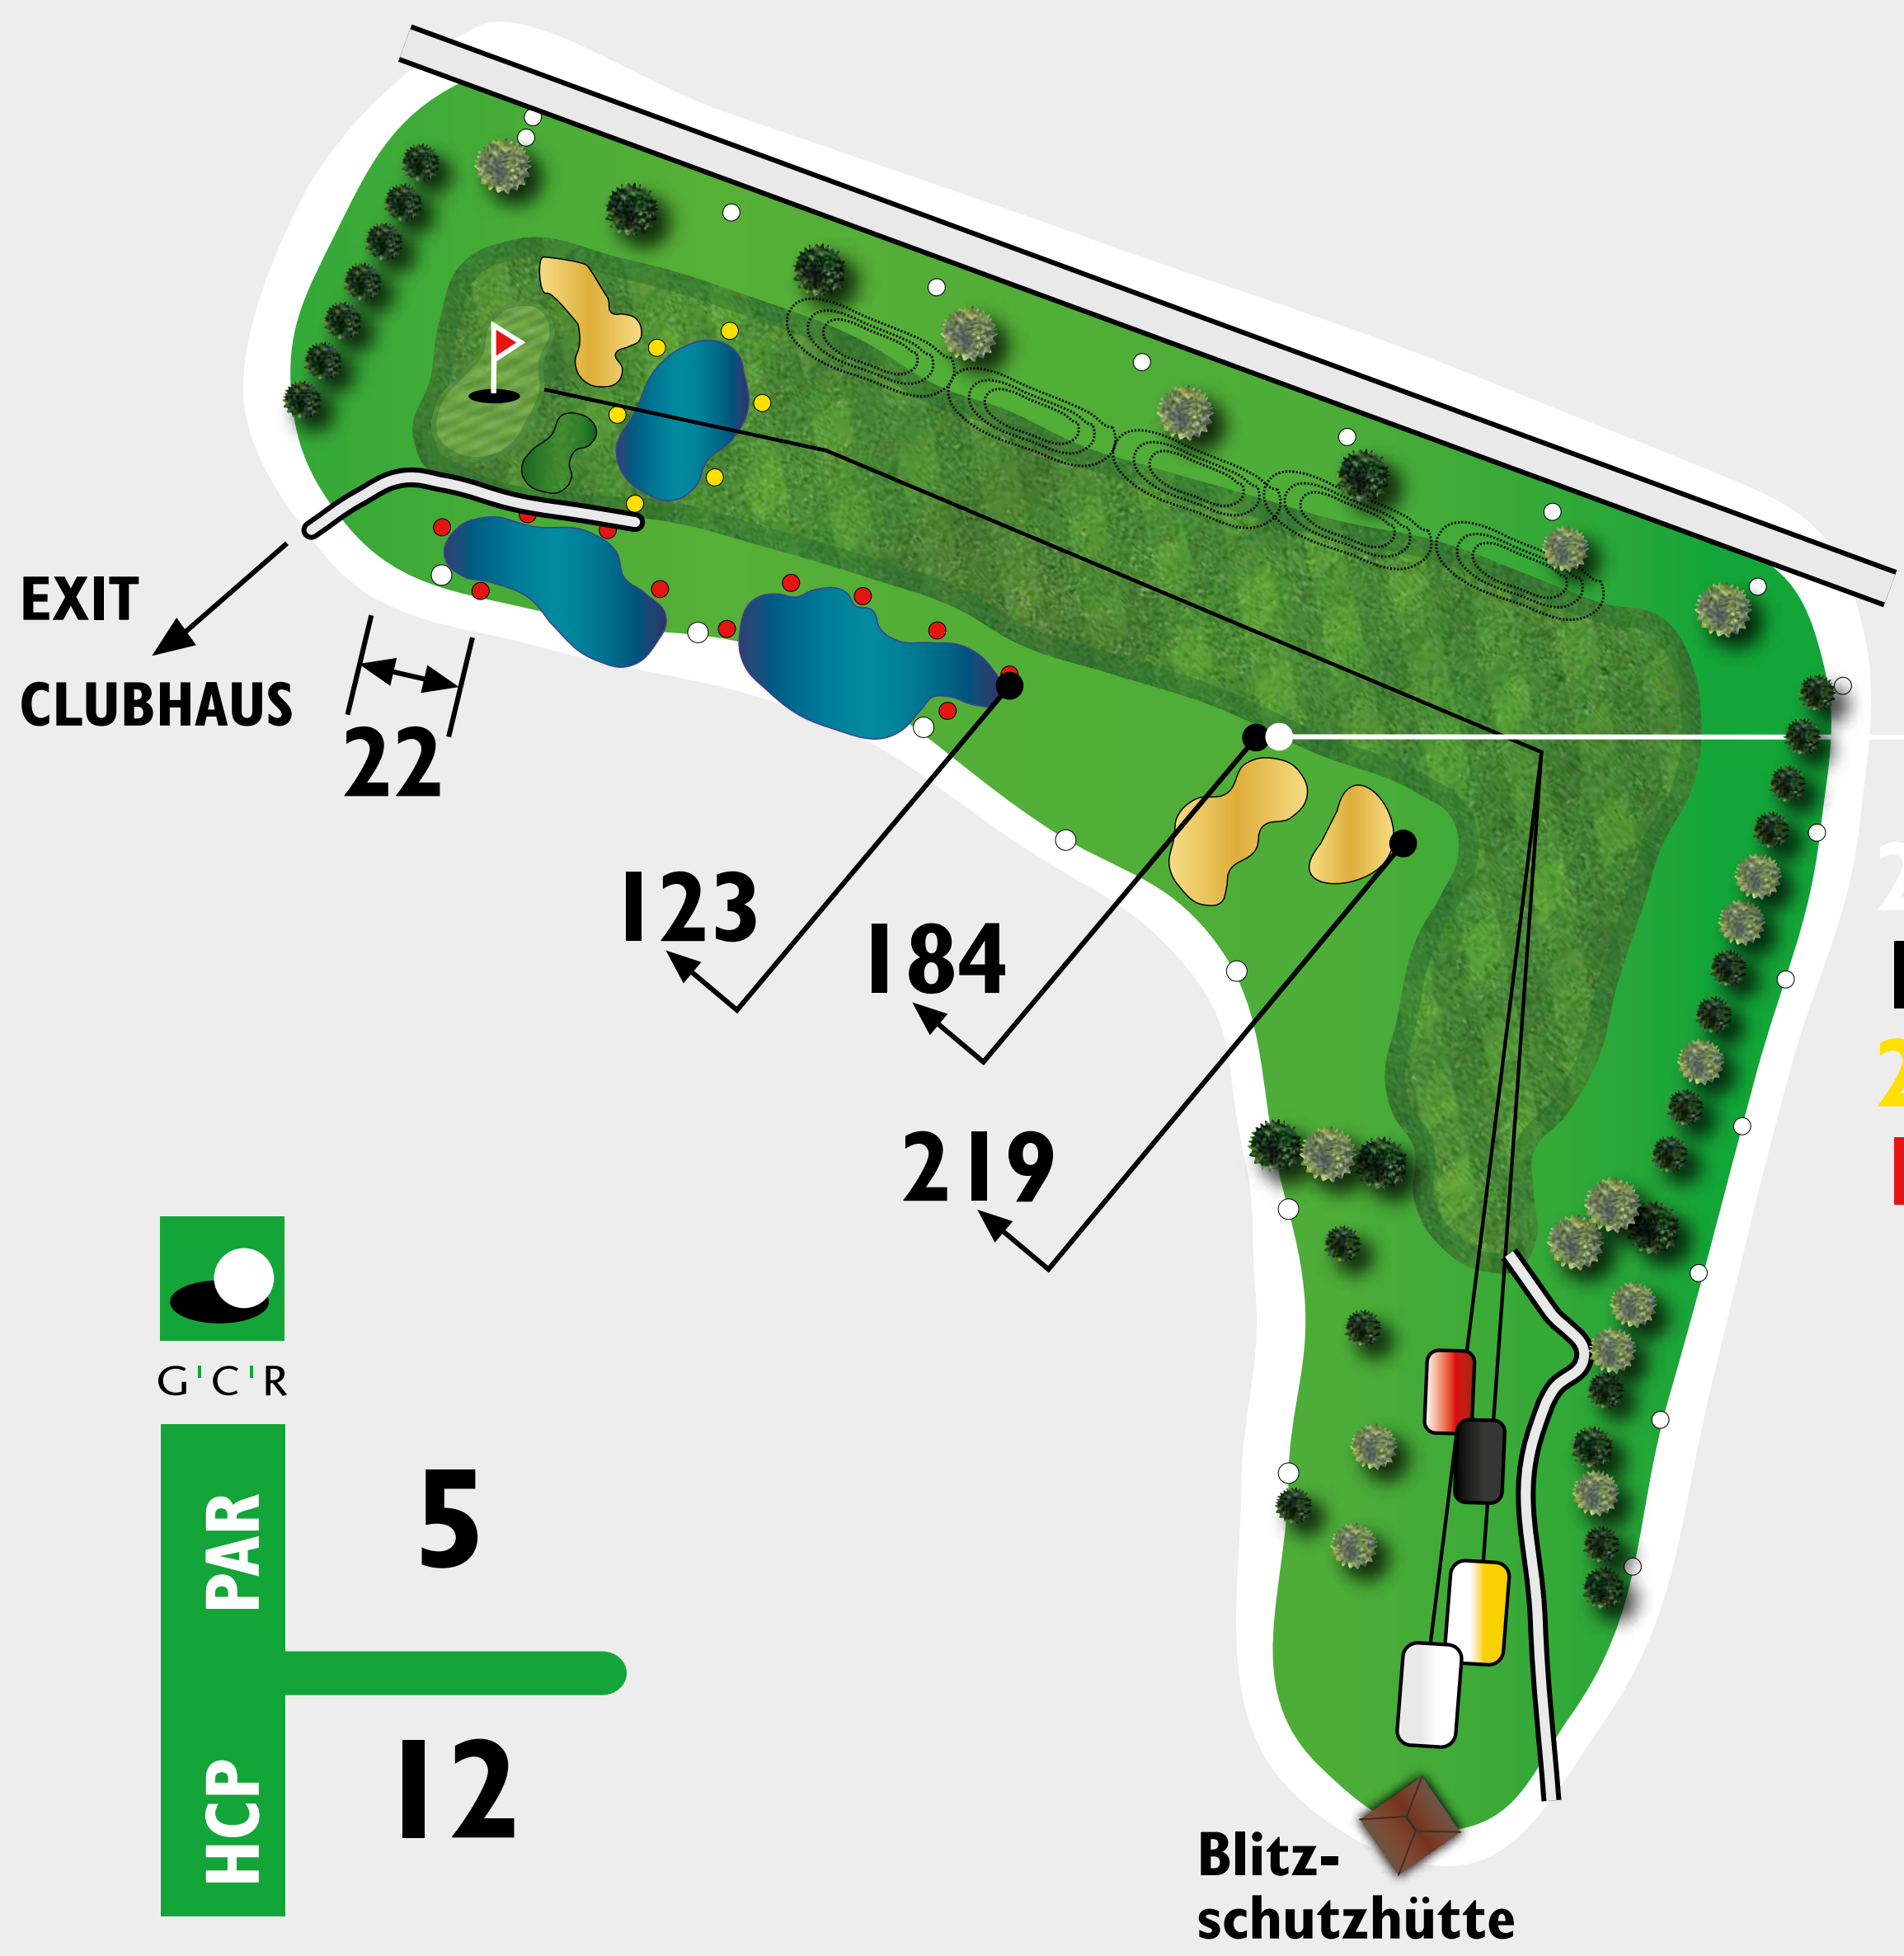 EXIT
CLUBHAUS
22
123
184
219
G'C'R
PAR
5
HCP
12
Blitz-
schutzhütte